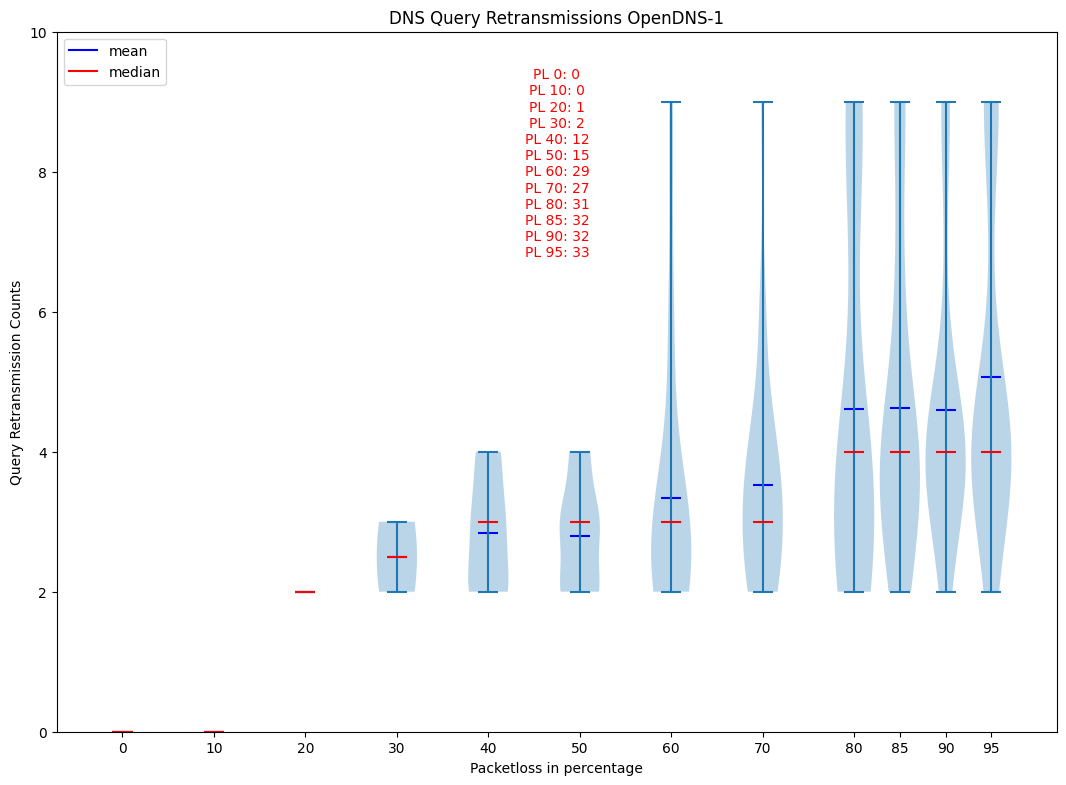 DNS Query Retransmissions OpenDNS-1
mean
median
PL 0: 0
PL 10: 0
PL 20: 1
PL 30: 2
PL 40: 12
PL 50: 15
PL 60: 29
PL 70: 27
PL 80: 31
PL 85: 32
PL 90: 32
PL 95: 33
Query Retransmission Counts
10
8
6
4
2
0
0 10 20 30 40 50 60 70 80 85 90 95
Packetloss in percentage